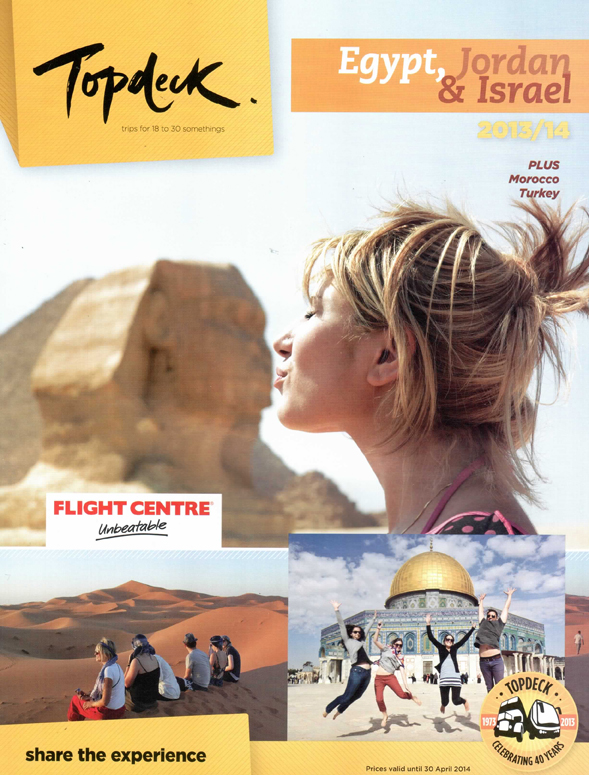 Topdeck.
trips for 18 to 30 somethings
Egypt, Jordan
& Israel
2013/14
PLUS
Morocco
Turkey
FLIGHT CENTRE
Unbeatable
share the experience
TOPDECK
1973 2013
CELEBRATING 40 YEARS
Prices valid until 30 April 2014